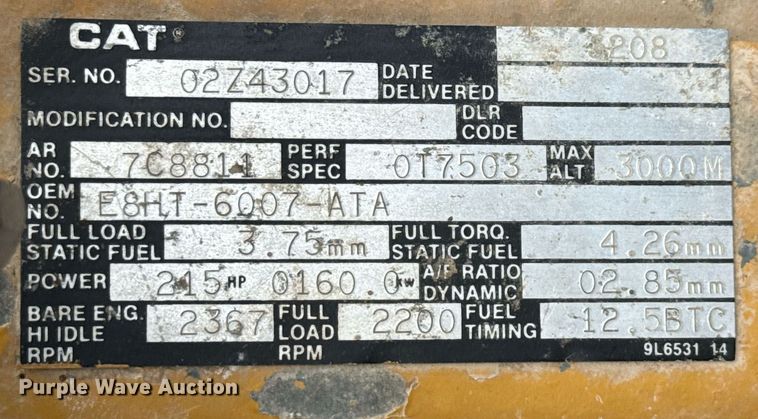 CAT® 3208
SER. NO. 02Z43017 DATE DELIVERED
MODIFICATION NO. DLR CODE
AR NO. 7C8811 PERF SPEC 0T7503 MAX ALT 3000M
OEM NO. E8HT-6007-ATA
FULL LOAD STATIC FUEL 3.75mm FULL TORQ. STATIC FUEL 4.26mm
POWER 215 HP 0160.0 kw A/F RATIO DYNAMIC 02.85mm
BARE ENG. HI IDLE RPM 2367 FULL LOAD RPM 2200 FUEL TIMING 12.5BTC
9L6531 14
Purple Wave Auction